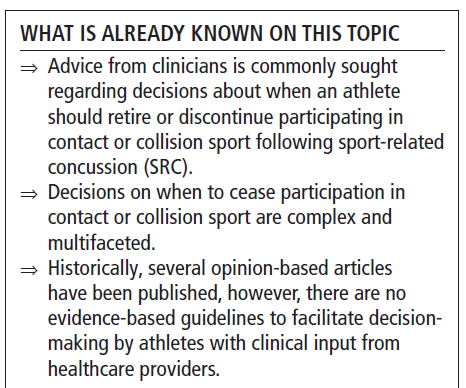 WHAT IS ALREADY KNOWN ON THIS TOPIC
⇒ Advice from clinicians is commonly sought
regarding decisions about when an athlete
should retire or discontinue participating in
contact or collision sport following sport-related
concussion (SRC).
⇒ Decisions on when to cease participation in
contact or collision sport are complex and
multifaceted.
⇒ Historically, several opinion-based articles
have been published, however, there are no
evidence-based guidelines to facilitate decision-
making by athletes with clinical input from
healthcare providers.